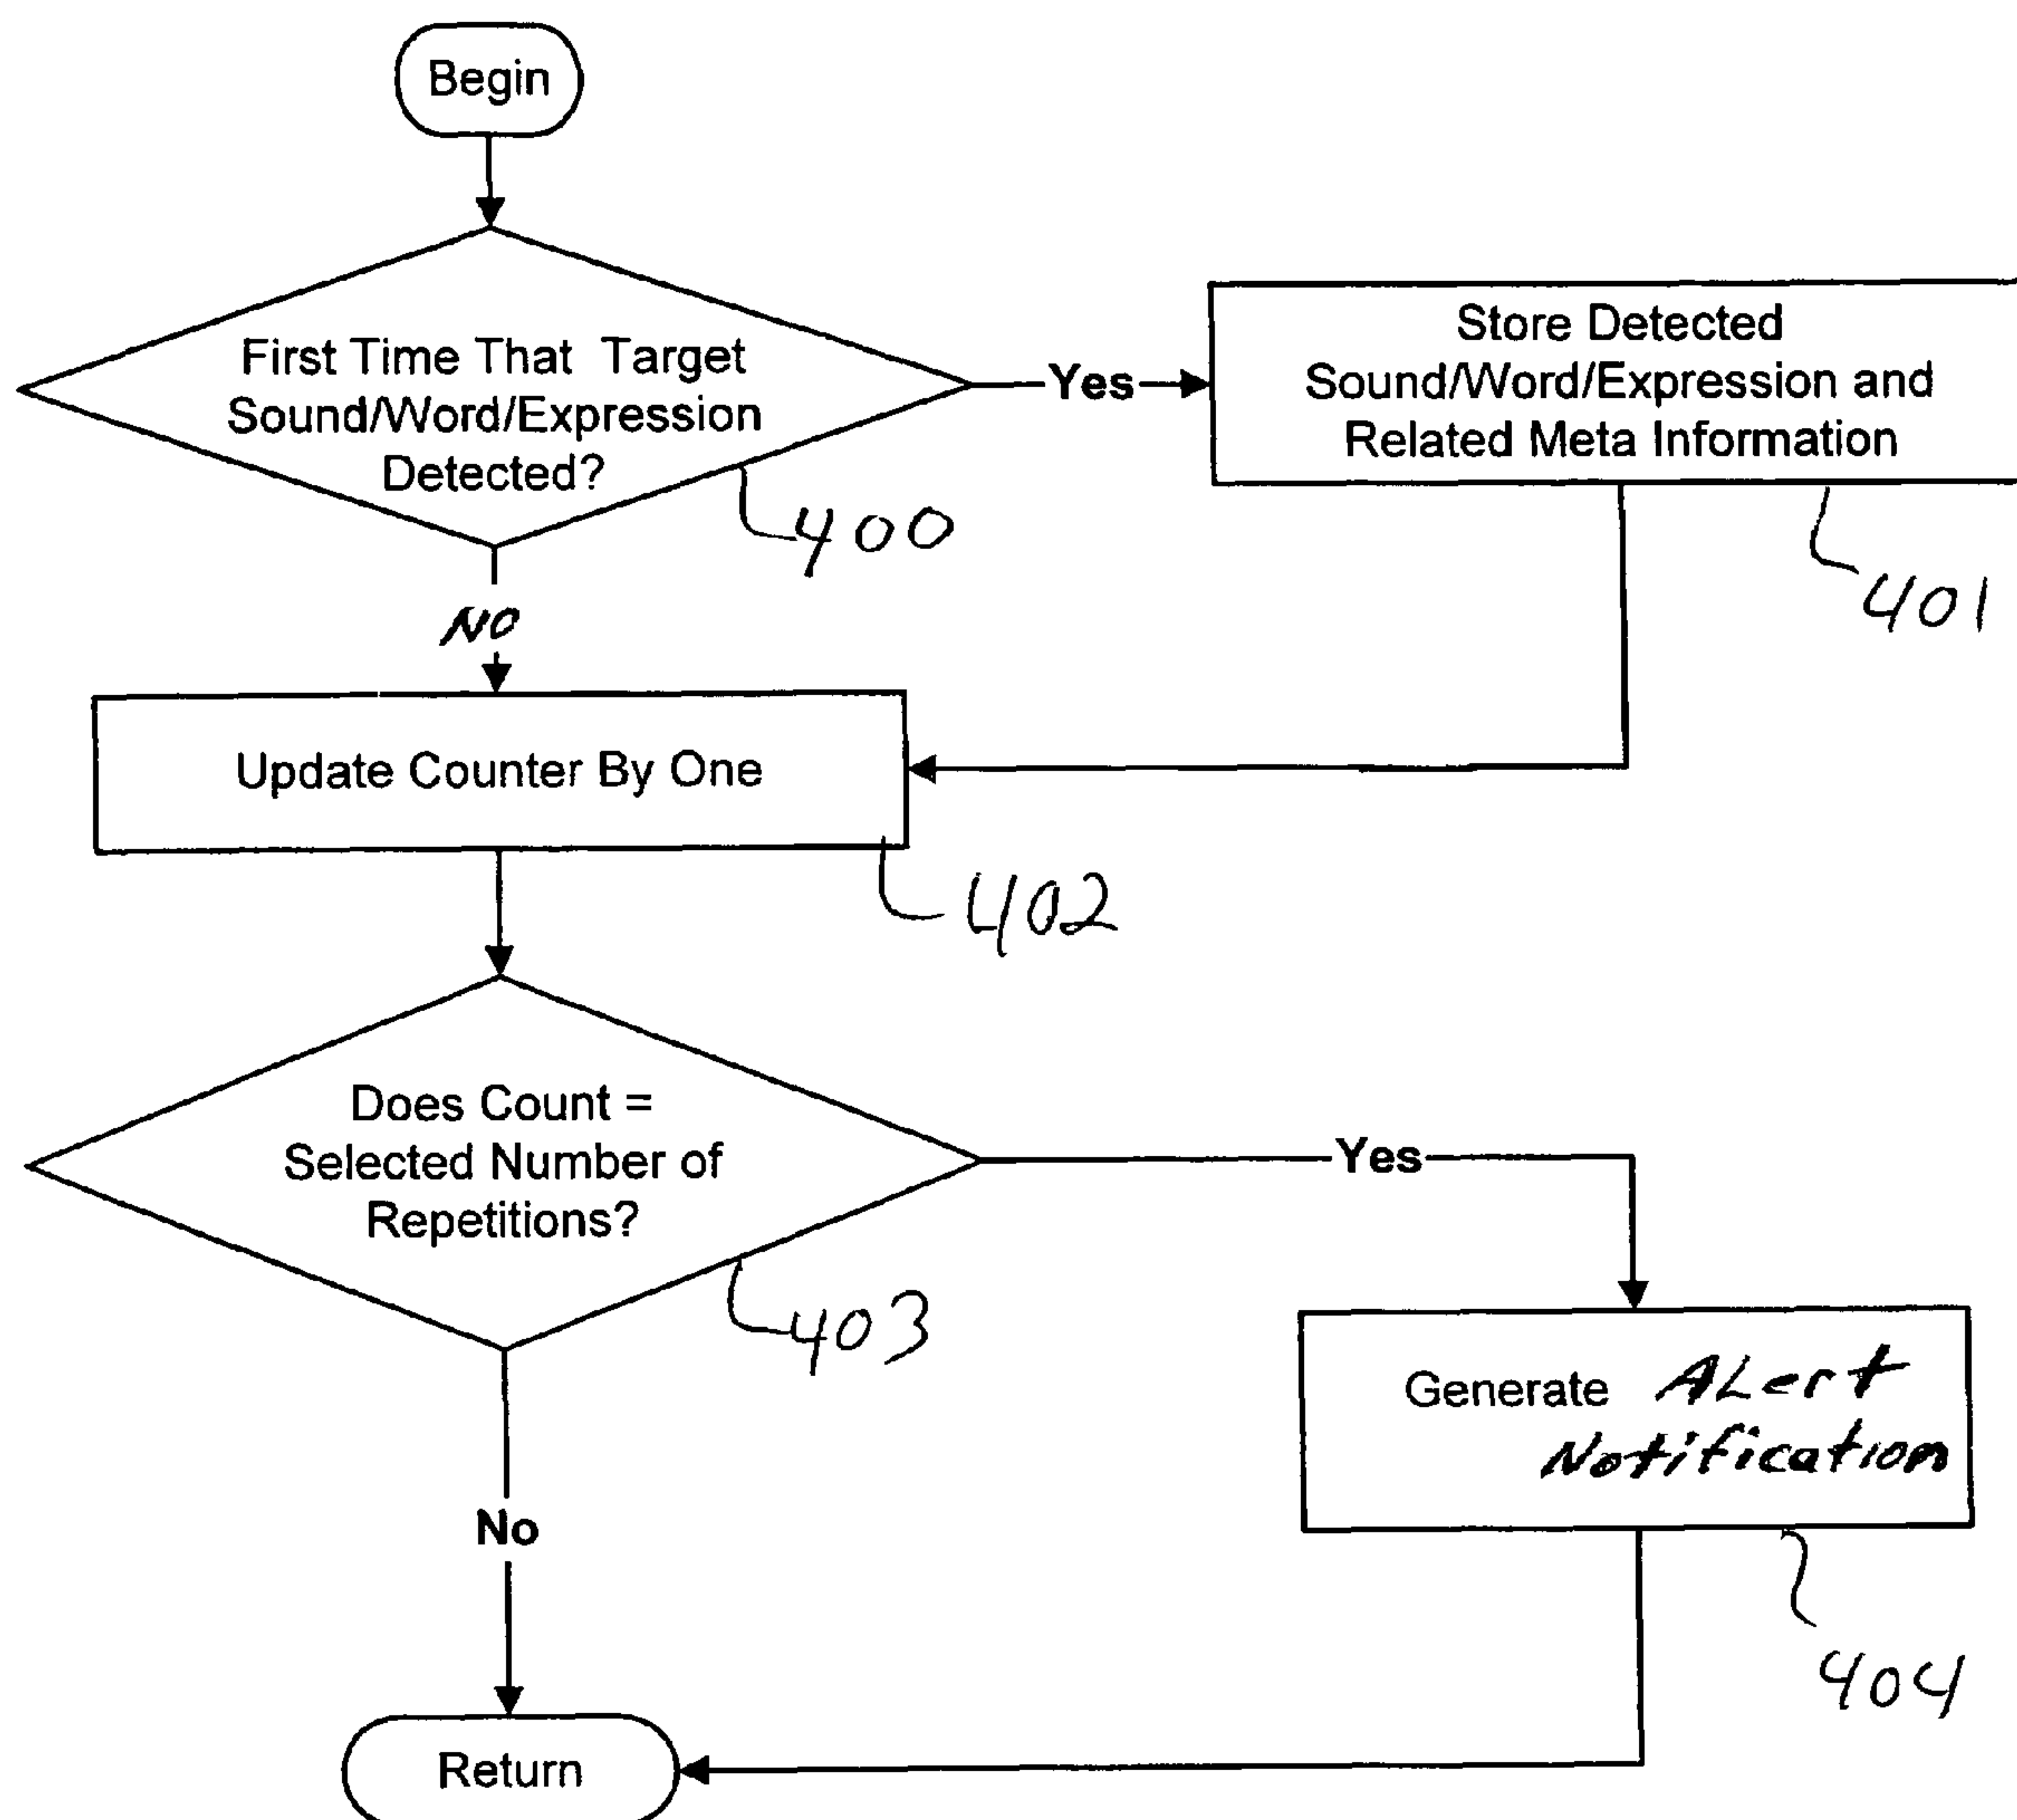 Begin
First Time That Target
Sound/Word/Expression
Detected?
Yes
Store Detected
Sound/Word/Expression and
Related Meta Information
400
401
NO
Update Counter By One
402
Does Count =
Selected Number of
Repetitions?
Yes
403
Generate ALert
Notification
No
404
Return